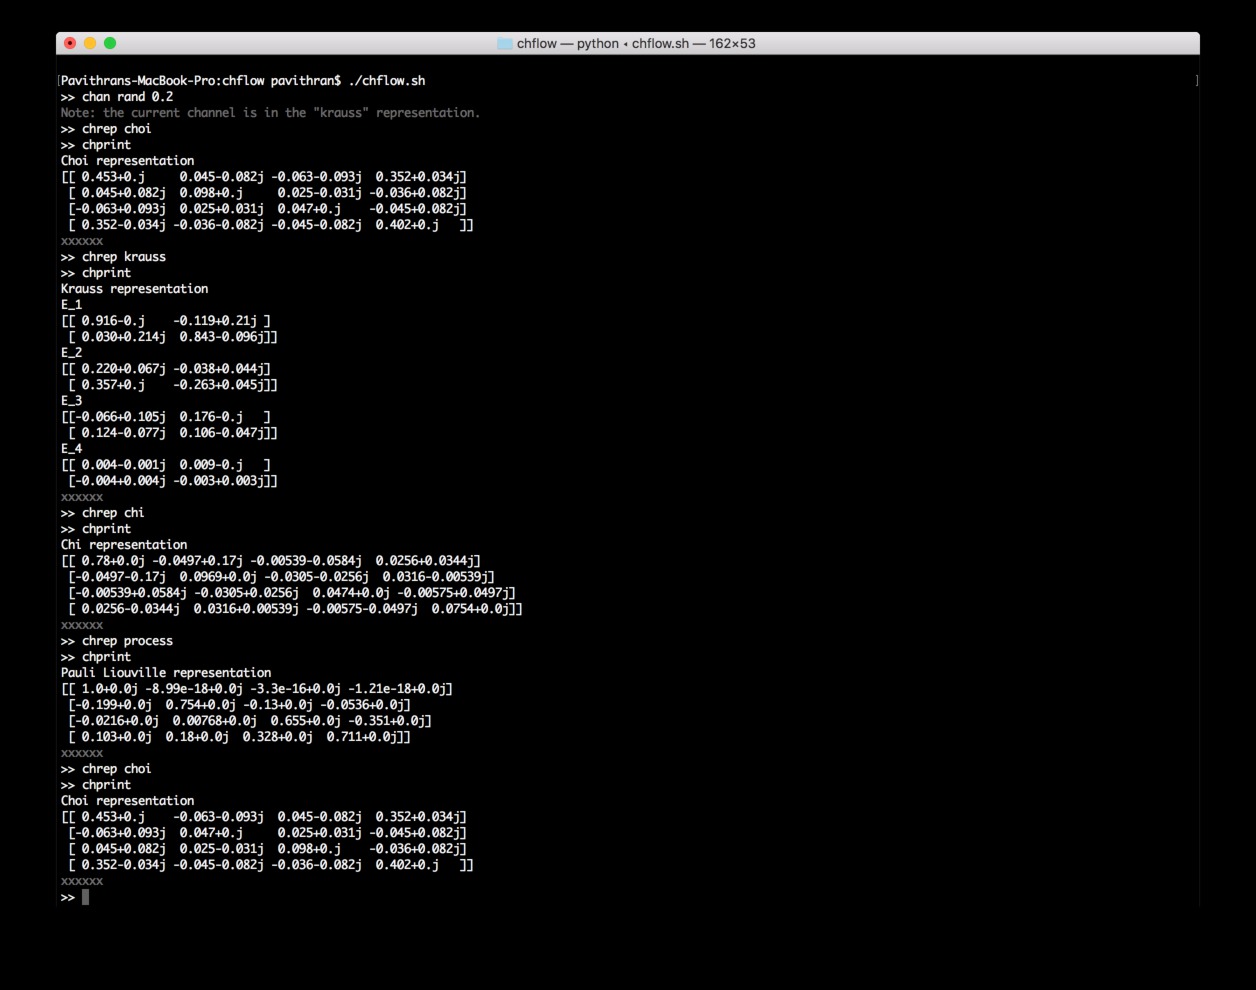 chflow — python • chflow.sh — 162×53
[Pavithrans-MacBook-Pro:chflow pavithran$ ./chflow.sh ]
>> chan rand 0.2
Note: the current channel is in the "krauss" representation.
>> chrep choi
>> chprint
Choi representation
[[ 0.453+0.j     0.045-0.082j -0.063-0.093j  0.352+0.034j]
 [ 0.045+0.082j  0.098+0.j     0.025-0.031j -0.036+0.082j]
 [-0.063+0.093j  0.025+0.031j  0.047+0.j    -0.045+0.082j]
 [ 0.352-0.034j -0.036-0.082j -0.045-0.082j  0.402+0.j   ]]
xxxxxx
>> chrep krauss
>> chprint
Krauss representation
E_1
[[ 0.916-0.j    -0.119+0.21j ]
 [ 0.030+0.214j  0.843-0.096j]]
E_2
[[ 0.220+0.067j -0.038+0.044j]
 [ 0.357+0.j    -0.263+0.045j]]
E_3
[[-0.066+0.105j  0.176-0.j   ]
 [ 0.124-0.077j  0.106-0.047j]]
E_4
[[ 0.004-0.001j  0.009-0.j   ]
 [-0.004+0.004j -0.003+0.003j]]
xxxxxx
>> chrep chi
>> chprint
Chi representation
[[ 0.78+0.0j -0.0497+0.17j -0.00539-0.0584j  0.0256+0.0344j]
 [-0.0497-0.17j  0.0969+0.0j -0.0305-0.0256j  0.0316-0.00539j]
 [-0.00539+0.0584j -0.0305+0.0256j  0.0474+0.0j -0.00575+0.0497j]
 [ 0.0256-0.0344j  0.0316+0.00539j -0.00575-0.0497j  0.0754+0.0j]]
xxxxxx
>> chrep process
>> chprint
Pauli Liouville representation
[[ 1.0+0.0j -8.99e-18+0.0j -3.3e-16+0.0j -1.21e-18+0.0j]
 [-0.199+0.0j  0.754+0.0j -0.13+0.0j -0.0536+0.0j]
 [-0.0216+0.0j  0.00768+0.0j  0.655+0.0j -0.351+0.0j]
 [ 0.103+0.0j  0.18+0.0j  0.328+0.0j  0.711+0.0j]]
xxxxxx
>> chrep choi
>> chprint
Choi representation
[[ 0.453+0.j    -0.063-0.093j  0.045-0.082j  0.352+0.034j]
 [-0.063+0.093j  0.047+0.j     0.025+0.031j -0.045+0.082j]
 [ 0.045+0.082j  0.025-0.031j  0.098+0.j    -0.036+0.082j]
 [ 0.352-0.034j -0.045-0.082j -0.036-0.082j  0.402+0.j   ]]
xxxxxx
>>